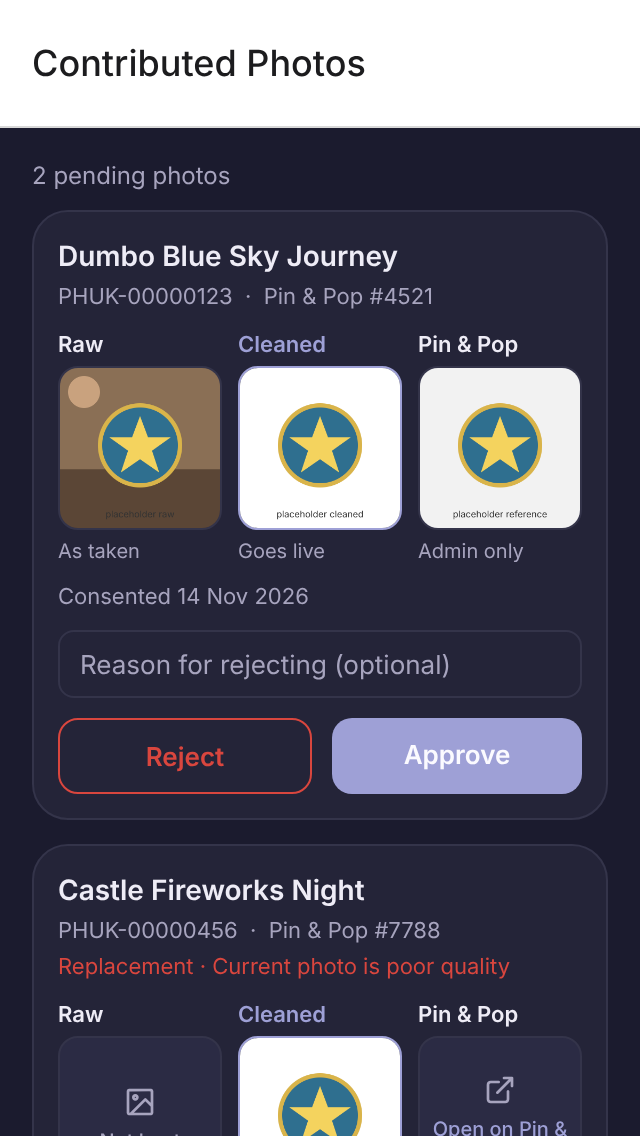 Contributed Photos
2 pending photos
Dumbo Blue Sky Journey
PHUK-00000123 · Pin & Pop #4521
Raw Cleaned Pin & Pop
placeholder raw placeholder cleaned placeholder reference
As taken Goes live Admin only
Consented 14 Nov 2026
Reason for rejecting (optional)
Reject Approve
Castle Fireworks Night
PHUK-00000456 · Pin & Pop #7788
Replacement · Current photo is poor quality
Raw Cleaned Pin & Pop
Open on Pin &